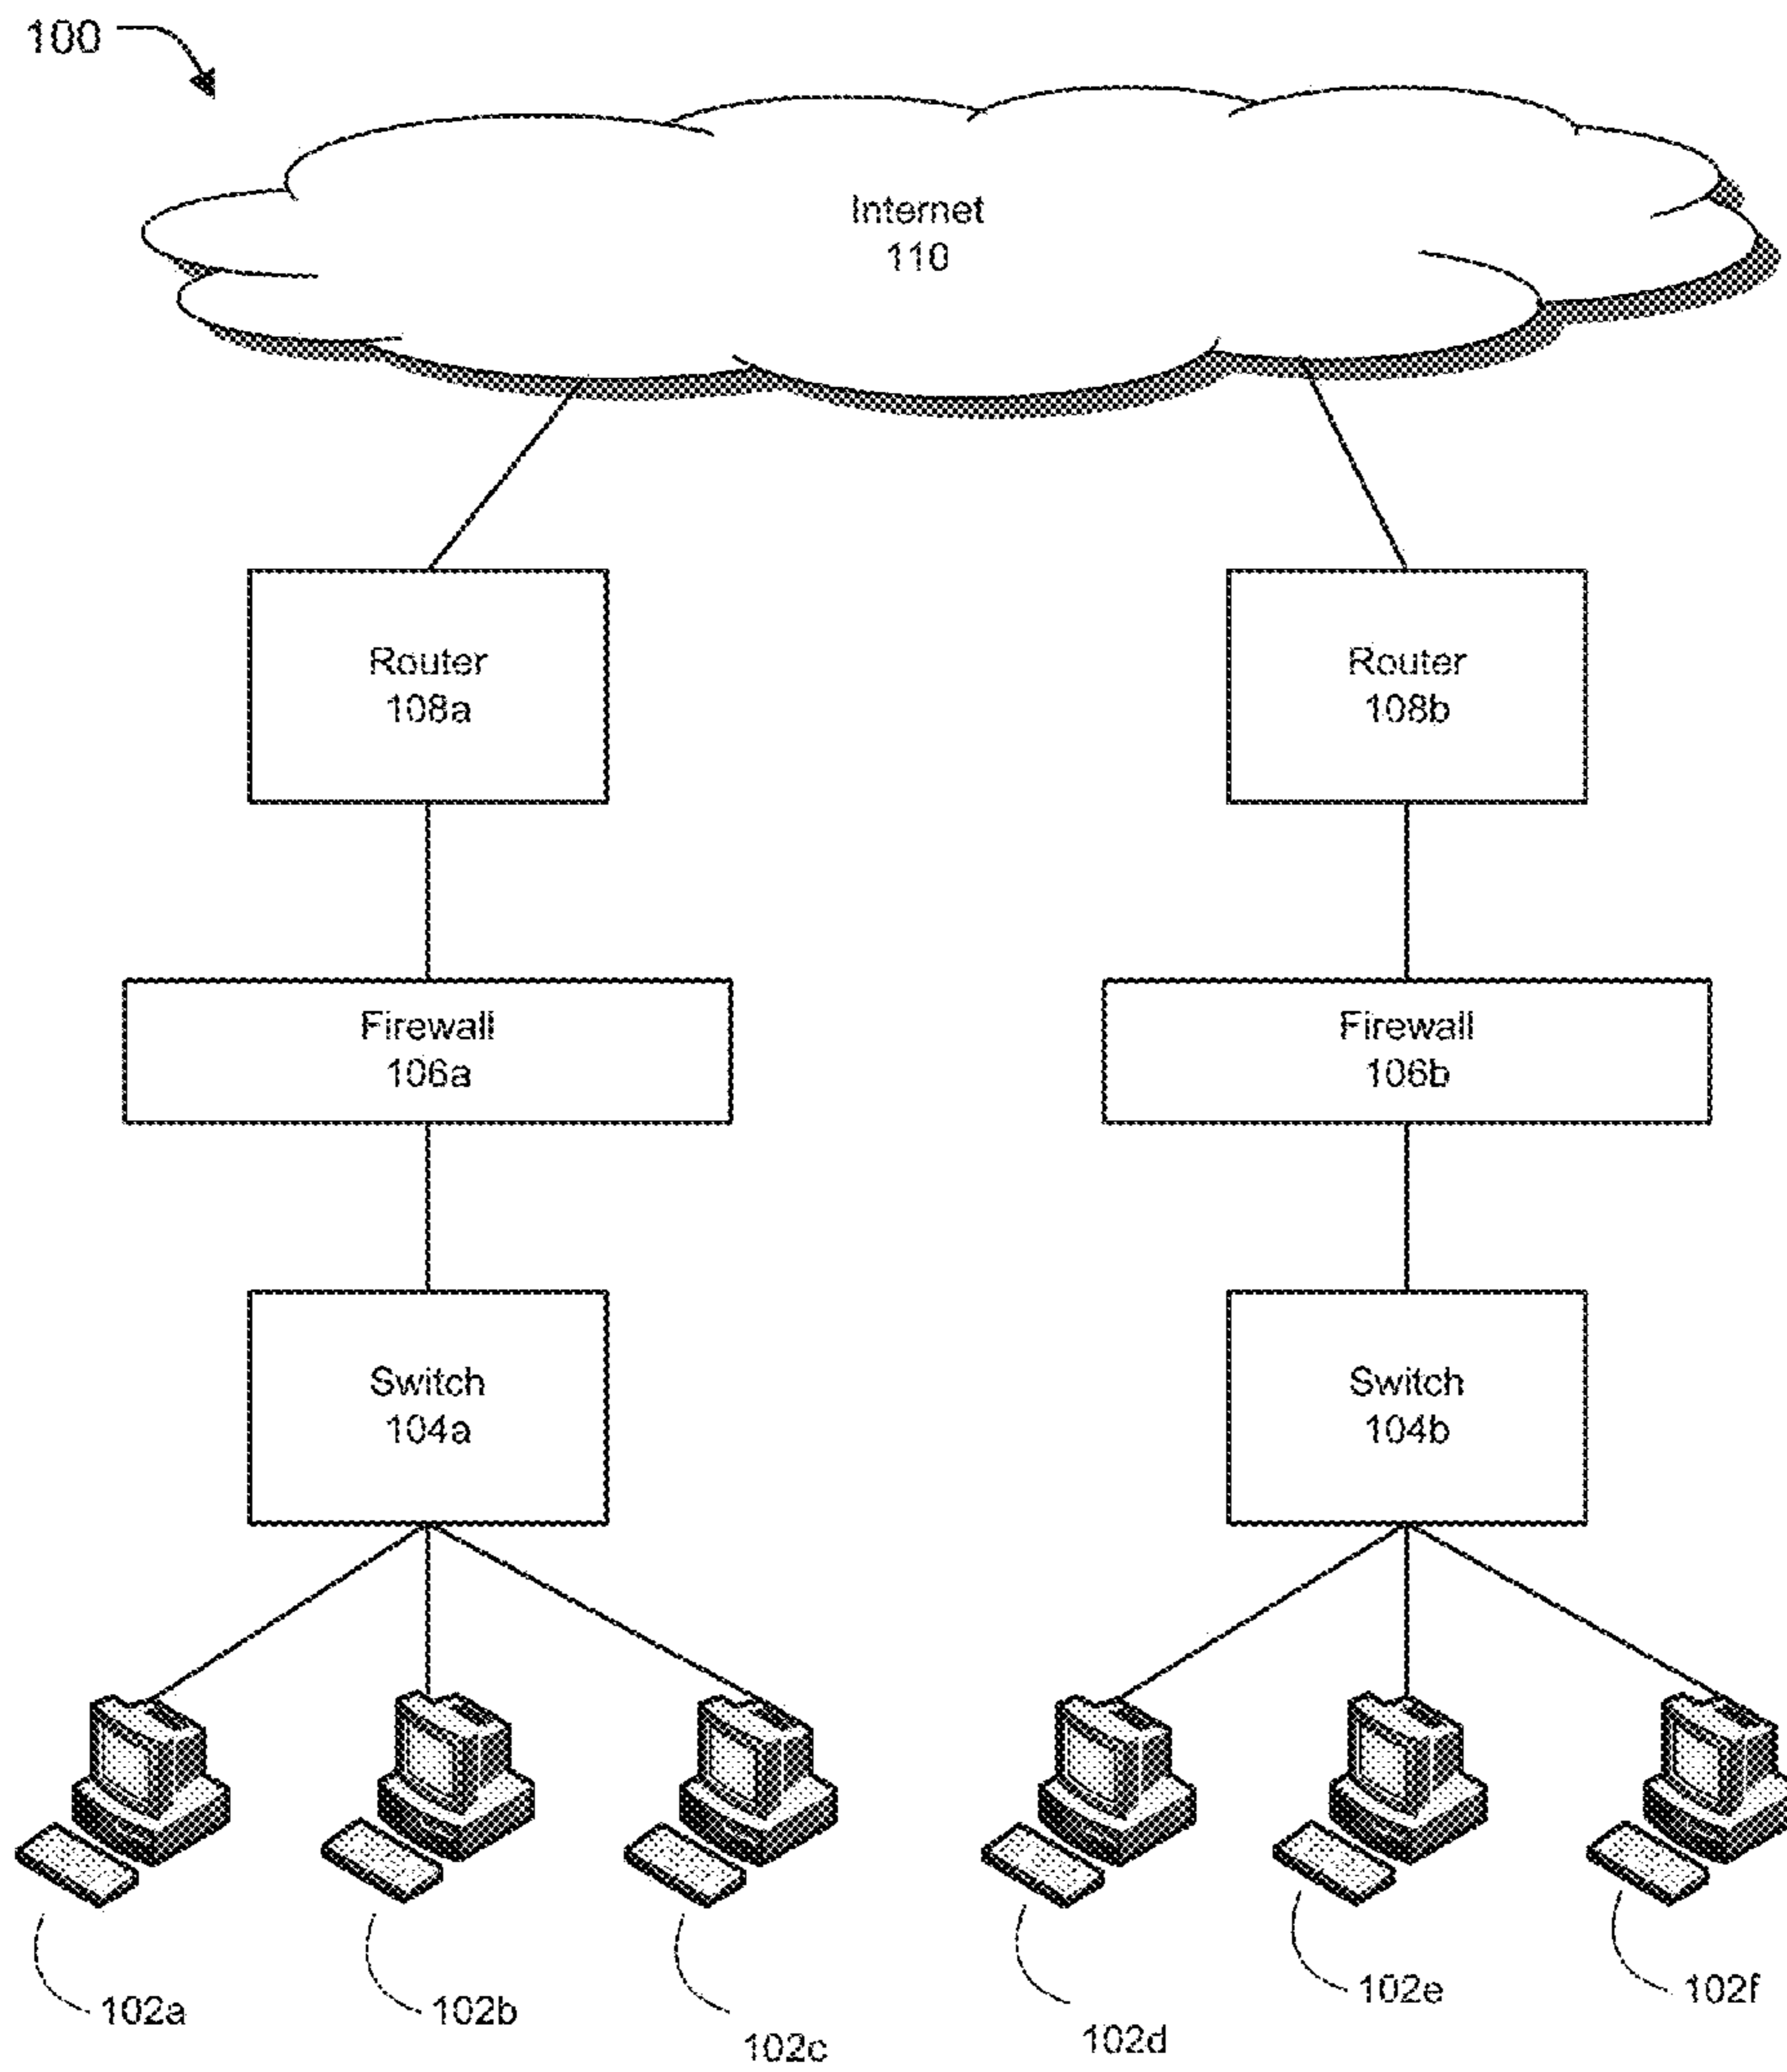 100
Internet
110
Router
108a
Router
108b
Firewall
106a
Firewall
106b
Switch
104a
Switch
104b
102a
102b
102c
102d
102e
102f